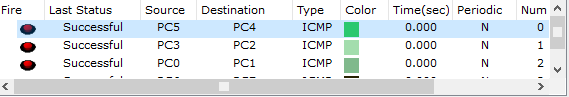 Fire Last Status Source Destination Type Color Time(sec) Periodic Num
Successful PC5 PC4 ICMP 0.000 N 0
Successful PC3 PC2 ICMP 0.000 N 1
Successful PC0 PC1 ICMP 0.000 N 2